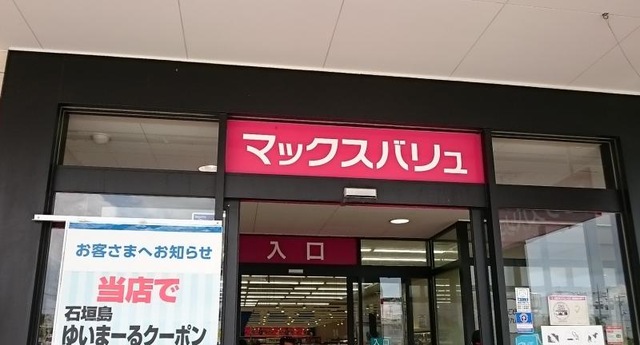 マックスバリュ
入口
お客さまへお知らせ
当店で
石垣島
ゆいまーるクーポン